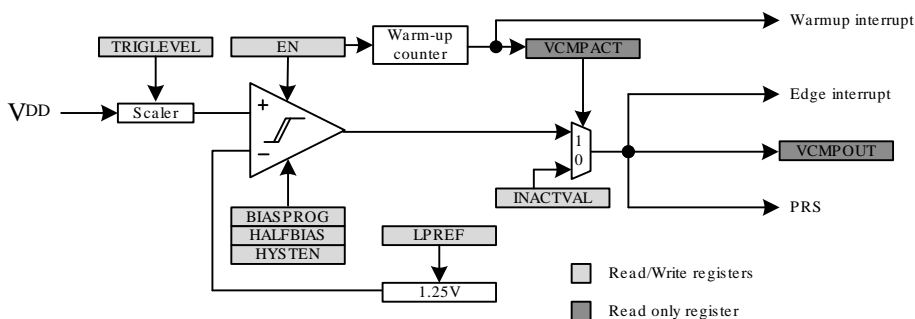 Warmup interrupt
TRIGLEVEL
EN
Warm-up
counter
VCMPACT
VDD
Scaler
+
−
Edge interrupt
1
0
VCMPOUT
INACTVAL
PRS
BIASPROG
HALFBIAS
HYSTEN
LPREF
1.25V
Read/Write registers
Read only register